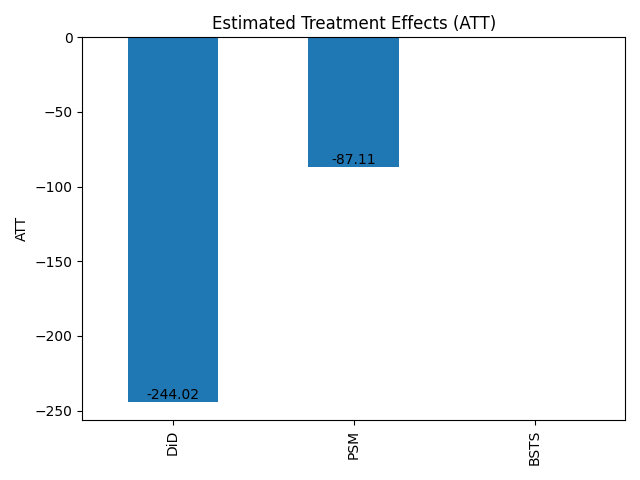 Estimated Treatment Effects (ATT)
0
−50
−100
−150
−200
−250
ATT
-244.02
-87.11
DiD
PSM
BSTS